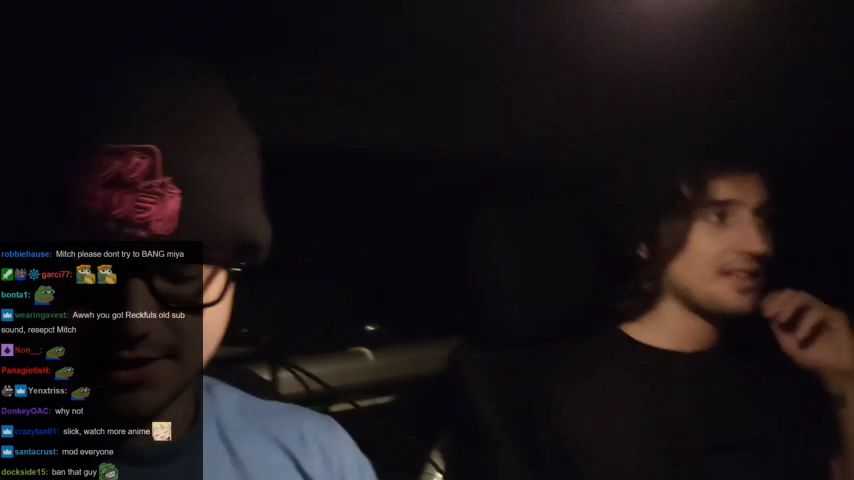 robbiehause: Mitch please dont try to BANG miya
garci77:
bonta1:
wearingavest: Awwh you got Reckfuls old sub
sound, resepct Mitch
Non__:
PanagiotisH:
Yenxtriss:
DonkeyOAC: why not
crazytan01: slick, watch more anime
santacrust: mod everyone
dockside15: ban that guy